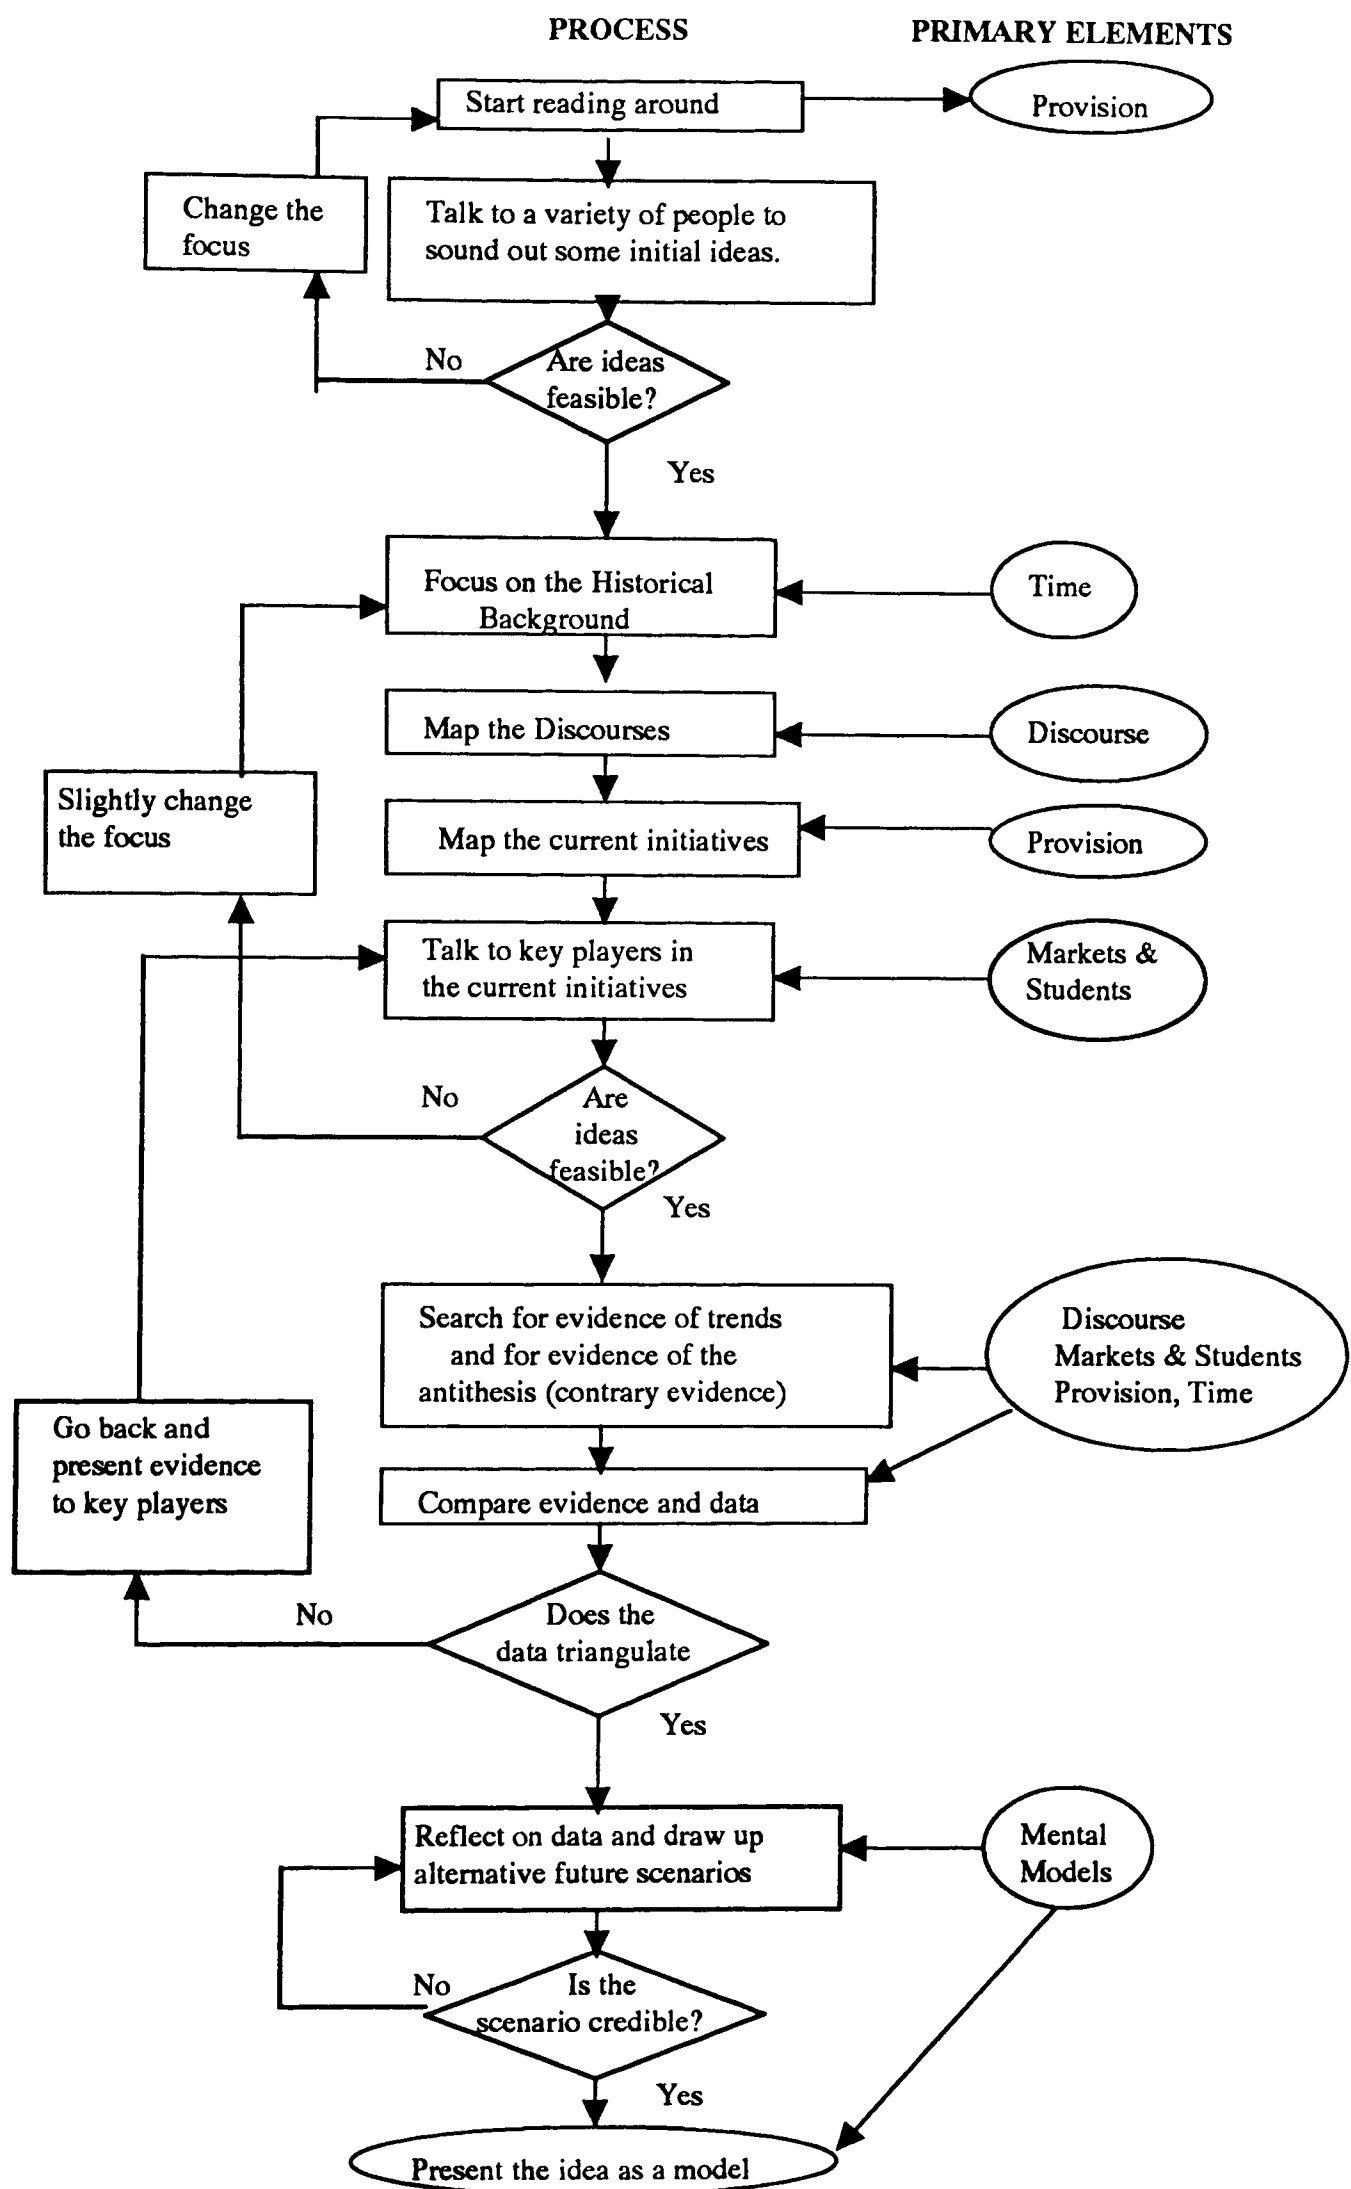 PROCESS
PRIMARY ELEMENTS
Start reading around
Provision
Change the
focus
Talk to a variety of people to
sound out some initial ideas.
No
Are ideas
feasible?
Yes
Focus on the Historical
Background
Time
Map the Discourses
Discourse
Slightly change
the focus
Map the current initiatives
Provision
Talk to key players in
the current initiatives
Markets &
Students
No
Are
ideas
feasible?
Yes
Search for evidence of trends
and for evidence of the
antithesis (contrary evidence)
Discourse
Markets & Students
Provision, Time
Go back and
present evidence
to key players
Compare evidence and data
No
Does the
data triangulate
Yes
Reflect on data and draw up
alternative future scenarios
Mental
Models
No
Is the
scenario credible?
Yes
Present the idea as a model